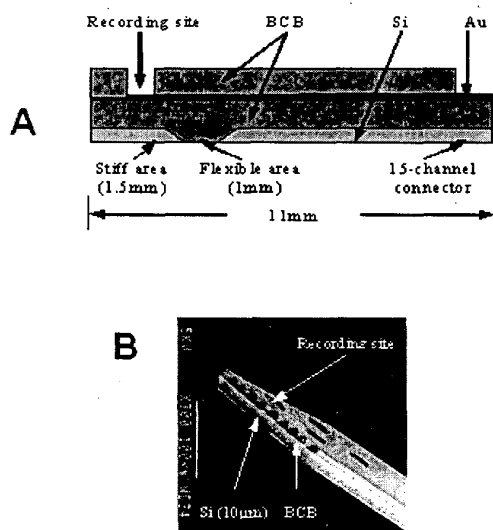 Recording site BCB Si Au
A
Stiff area Flexible area 15-channel
(1.5mm) (1mm) connector
11mm
B
Recording site
Si (10μm) BCB